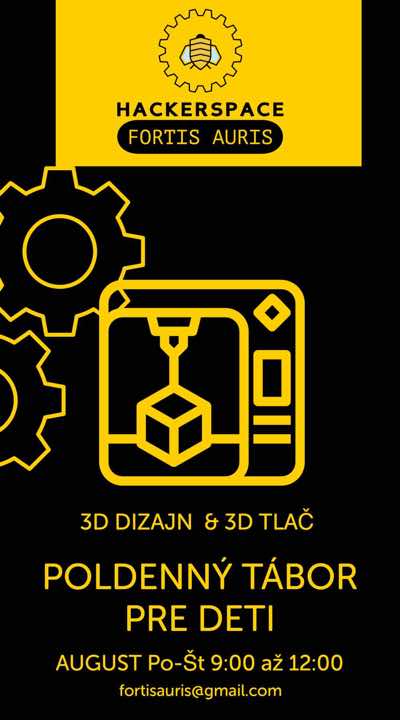 HACKERSPACE
FORTIS AURIS
3D DIZAJN & 3D TLAČ
POLDENNÝ TÁBOR
PRE DETI
AUGUST Po-Št 9:00 až 12:00
fortisauris@gmail.com